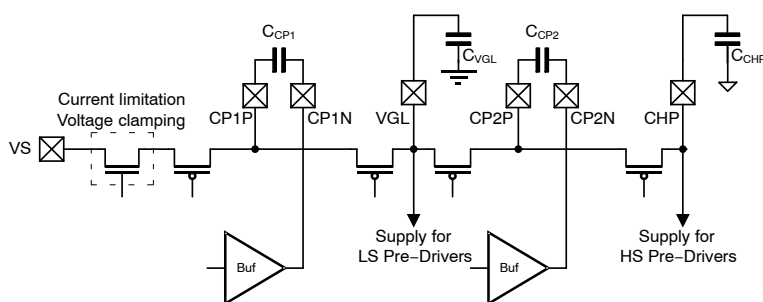 CCP1
CVGL
CCP2
CCHP
Current limitation
Voltage clamping
CP1P
CP1N
VGL
CP2P
CP2N
CHP
VS
Supply for
LS Pre−Drivers
Supply for
HS Pre−Drivers
Buf
Buf